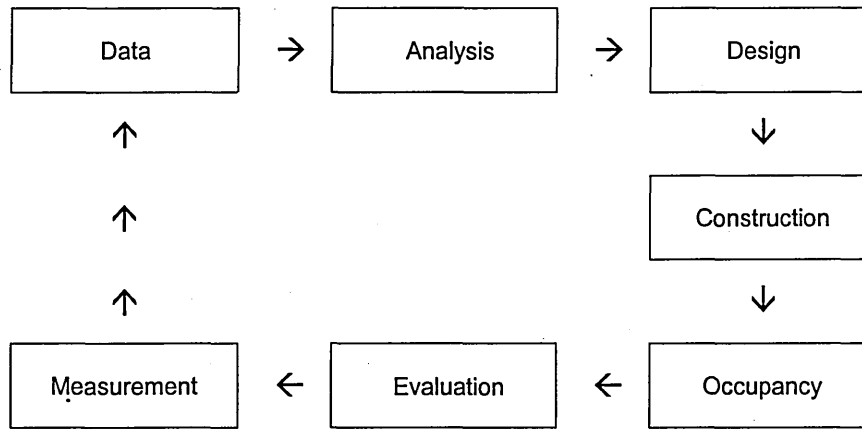 Data
Analysis
Design
Construction
Measurement
Evaluation
Occupancy